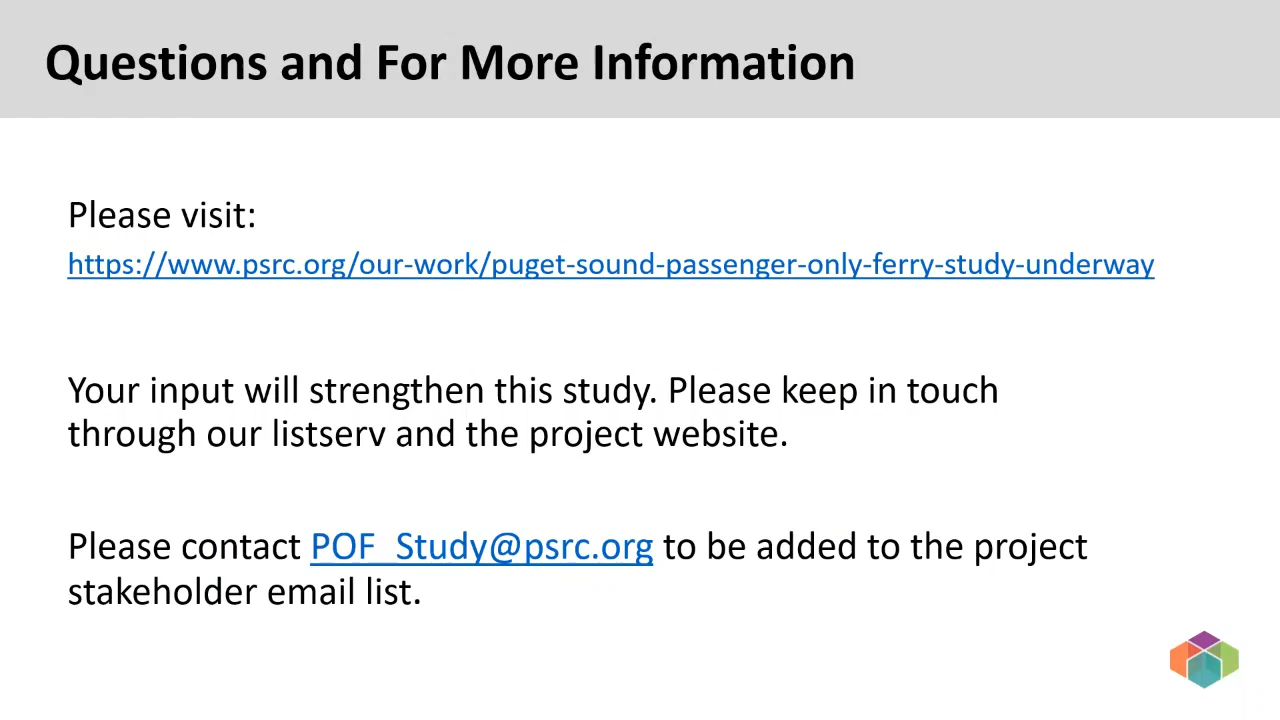 Questions and For More Information
Please visit:
https://www.psrc.org/our-work/puget-sound-passenger-only-ferry-study-underway
Your input will strengthen this study. Please keep in touch
through our listserv and the project website.
Please contact POF_Study@psrc.org to be added to the project
stakeholder email list.